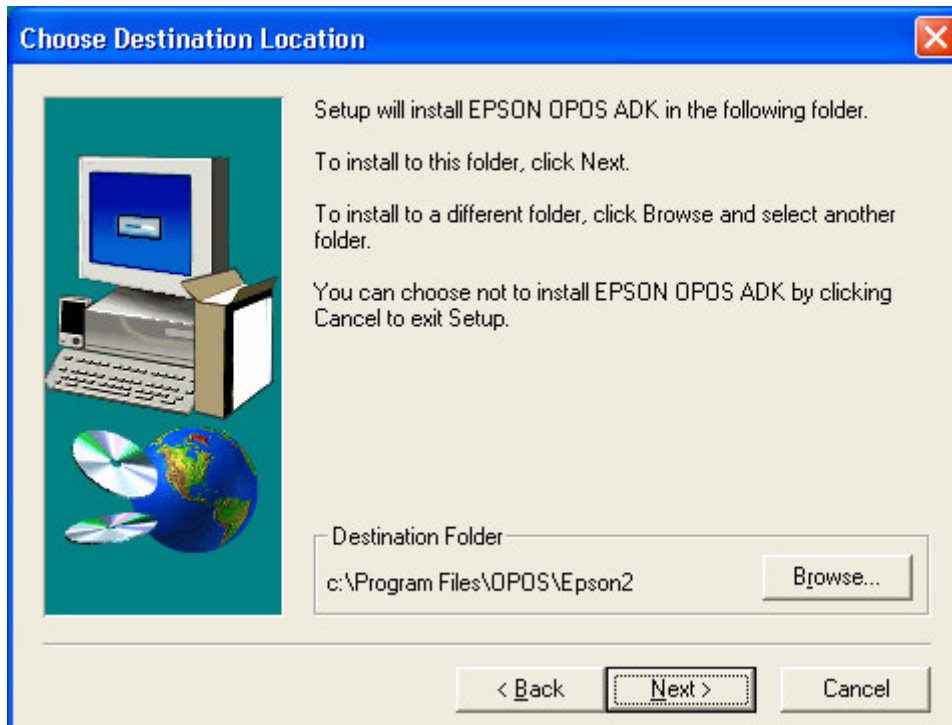 Choose Destination Location
Setup will install EPSON OPOS ADK in the following folder.
To install to this folder, click Next.
To install to a different folder, click Browse and select another
folder.
You can choose not to install EPSON OPOS ADK by clicking
Cancel to exit Setup.
Destination Folder
c:\Program Files\OPOS\Epson2
Browse...
< Back
Next >
Cancel